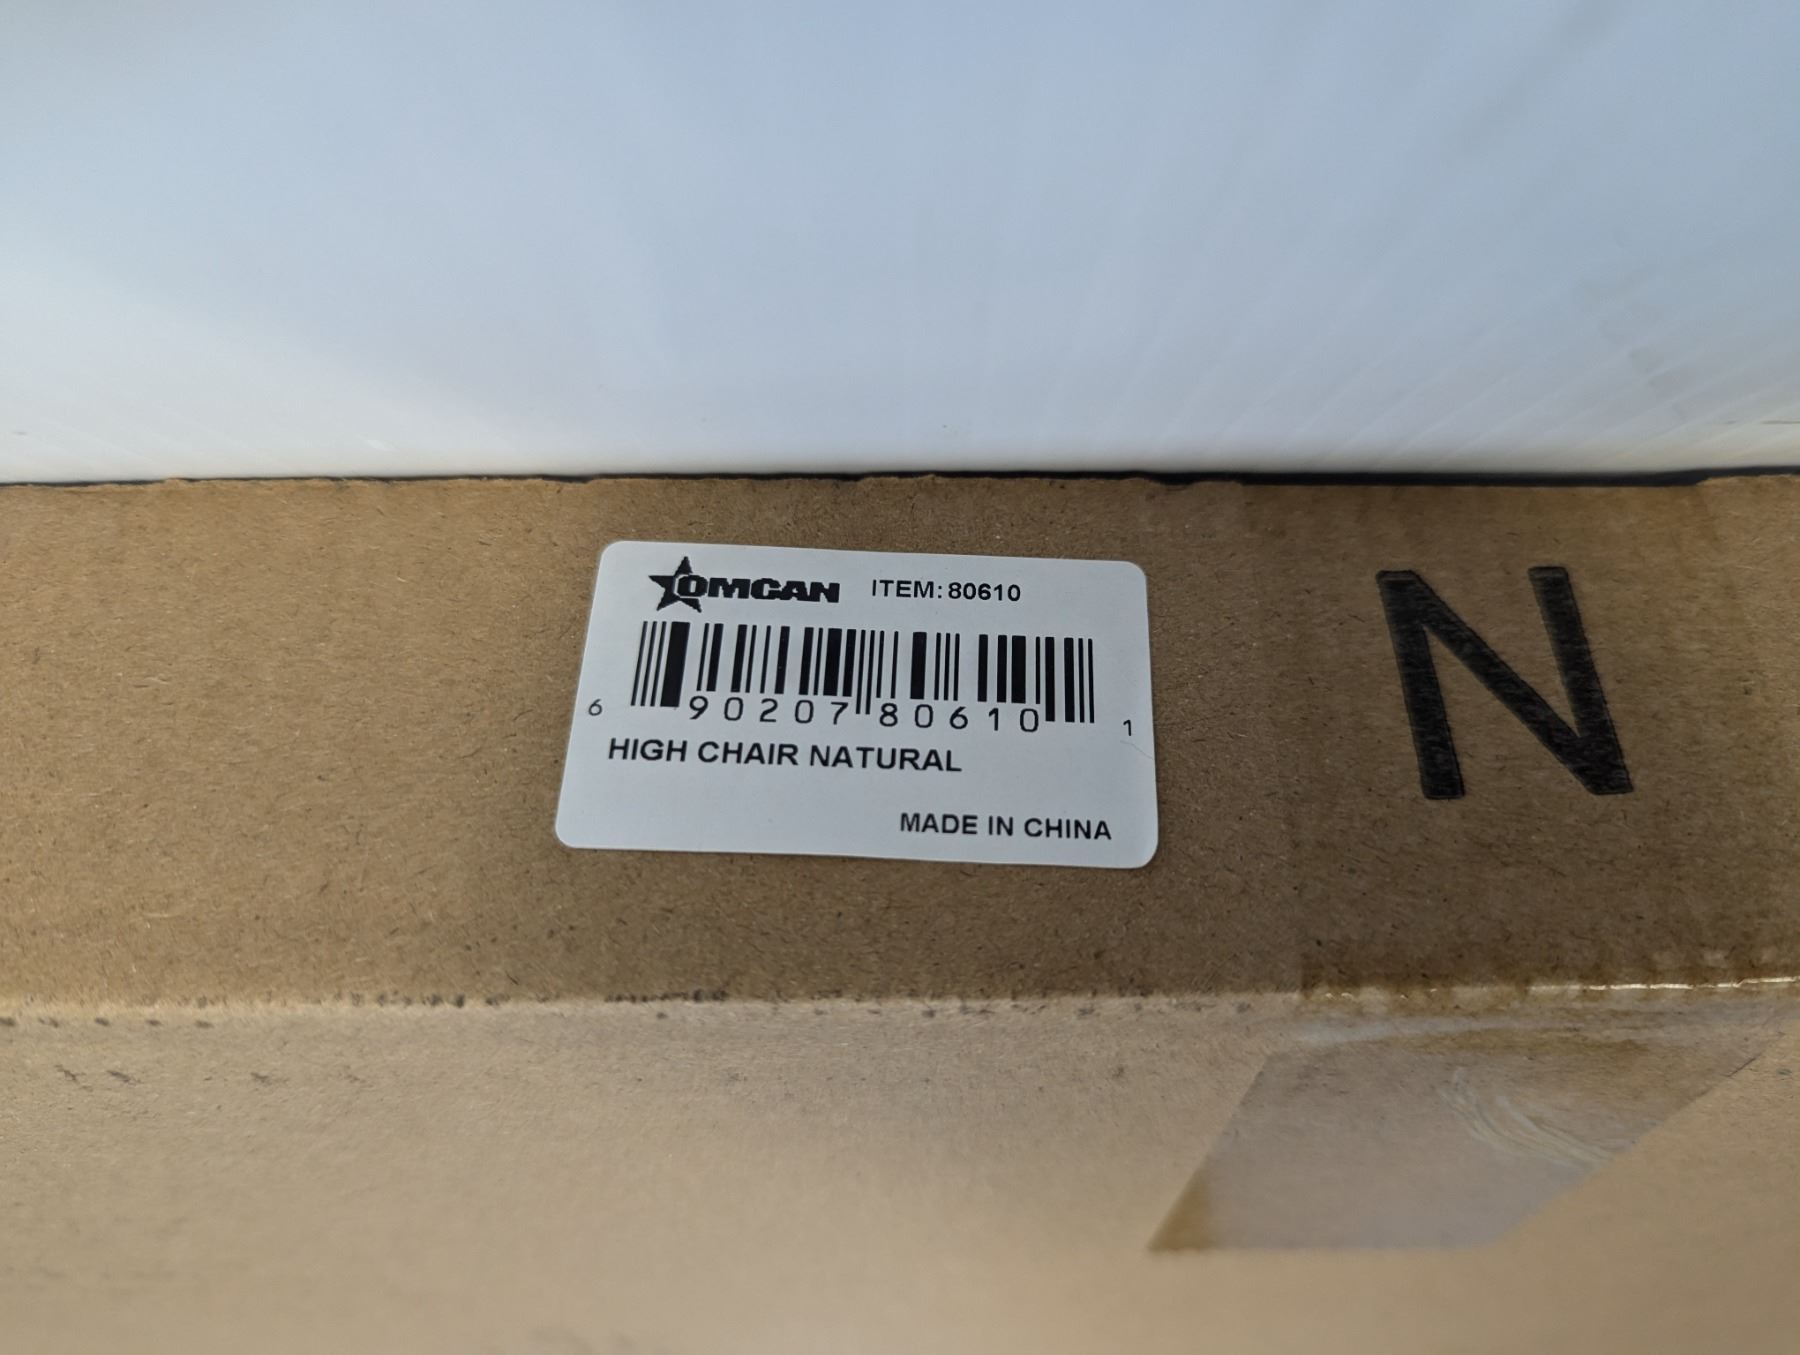 OMCAN ITEM: 80610
6 90207 80610 1
HIGH CHAIR NATURAL
MADE IN CHINA
N